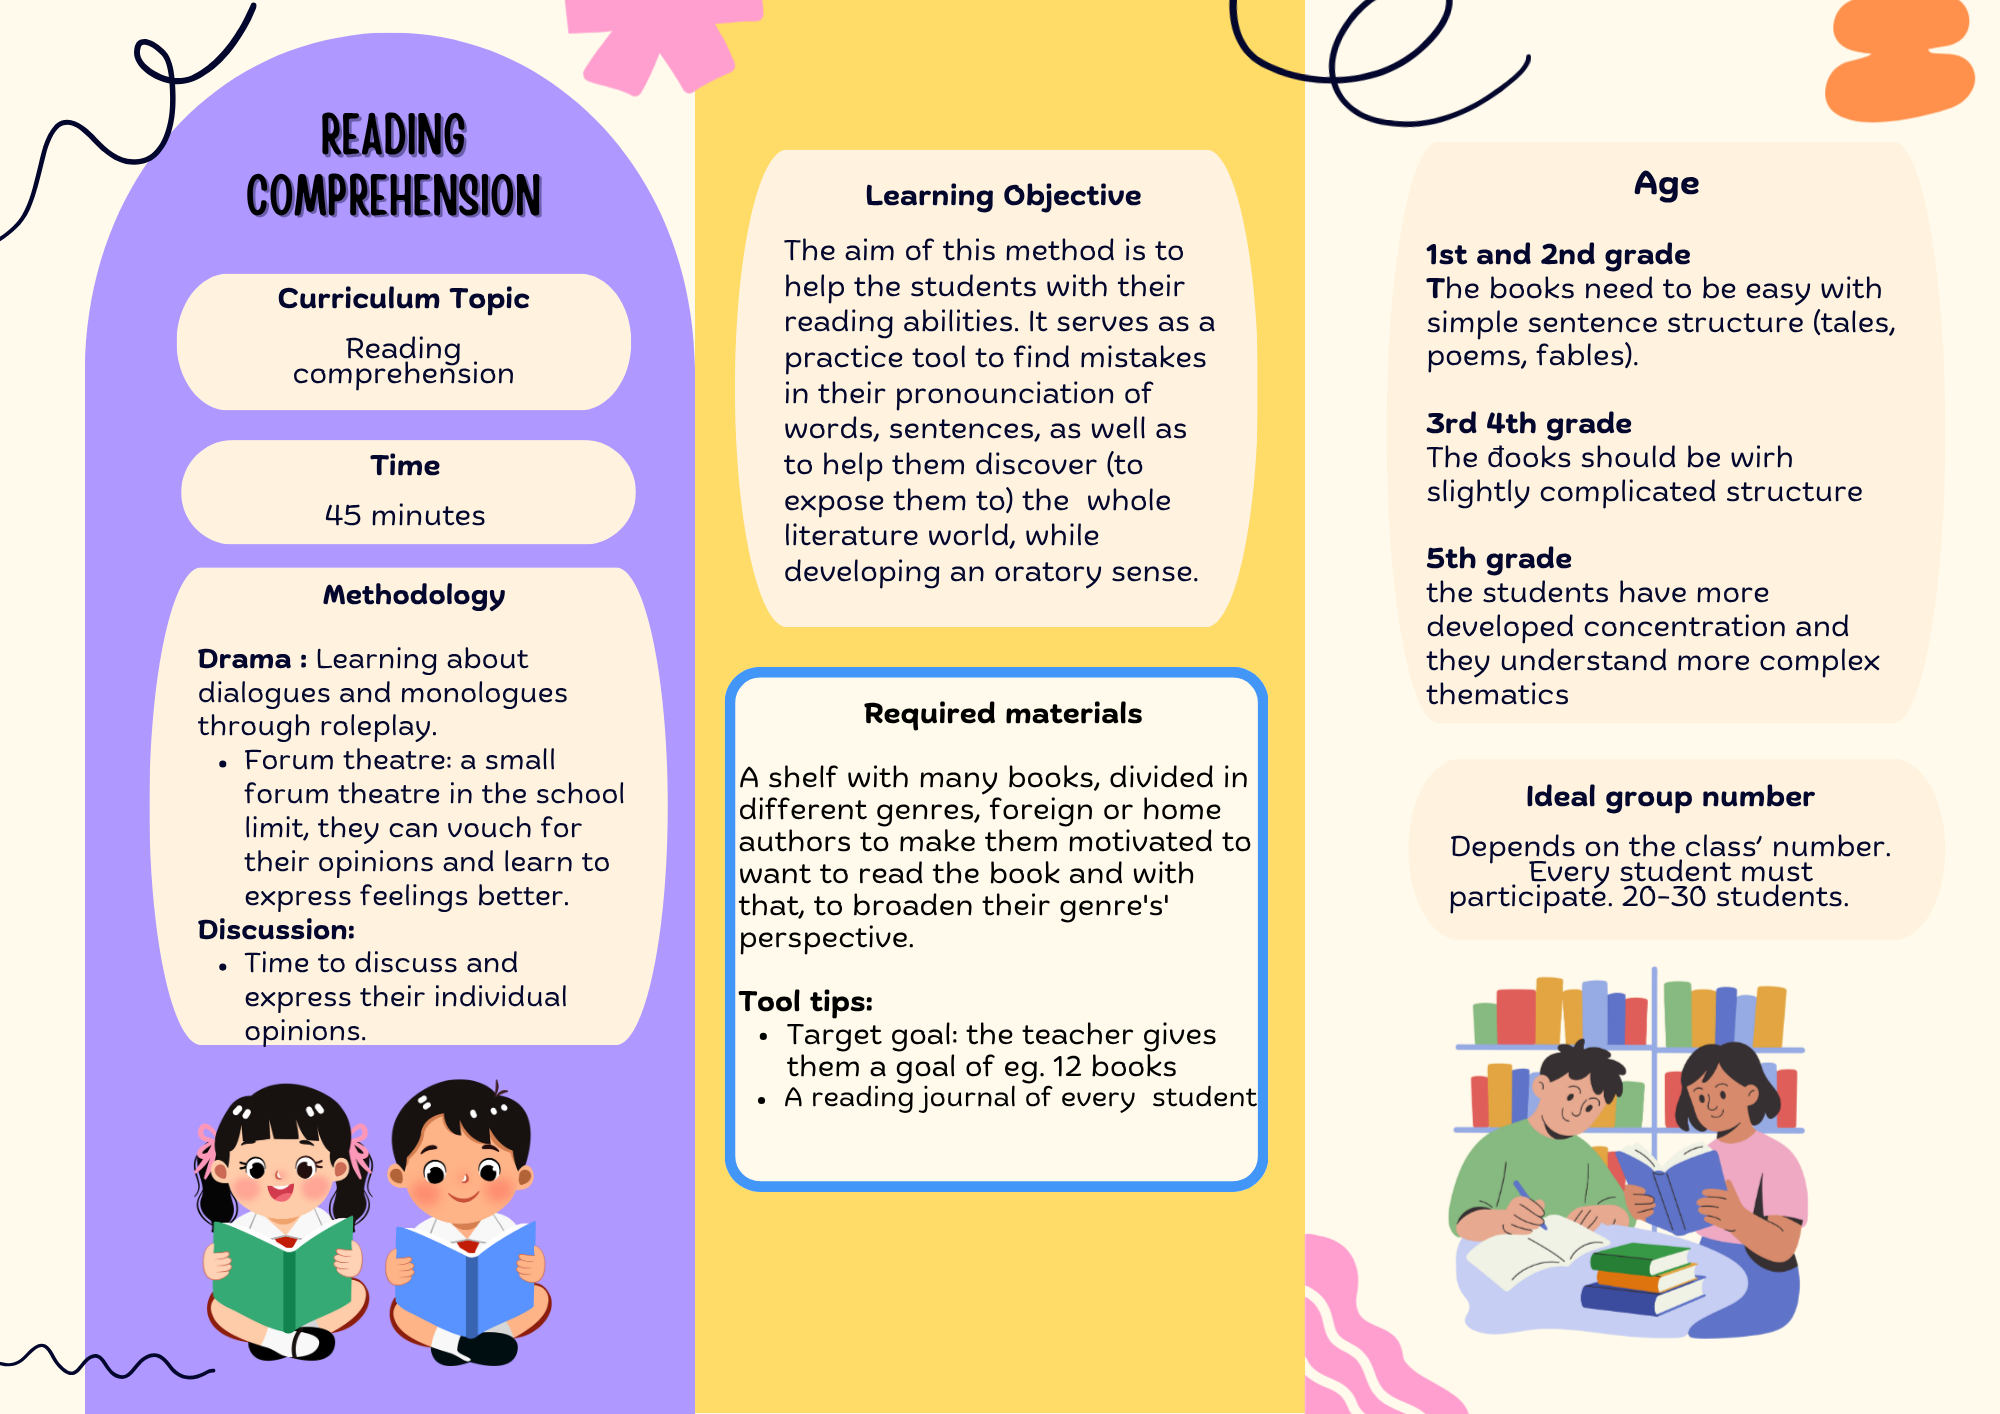 READING
COMPREHENSION
Curriculum Topic
Reading
comprehension
Time
45 minutes
Methodology
Drama : Learning about
dialogues and monologues
through roleplay.
• Forum theatre: a small
forum theatre in the school
limit, they can vouch for
their opinions and learn to
express feelings better.
Discussion:
• Time to discuss and
express their individual
opinions.
Learning Objective
The aim of this method is to
help the students with their
reading abilities. It serves as a
practice tool to find mistakes
in their pronounciation of
words, sentences, as well as
to help them discover (to
expose them to) the  whole
literature world, while
developing an oratory sense.
Required materials
A shelf with many books, divided in
different genres, foreign or home
authors to make them motivated to
want to read the book and with
that, to broaden their genre's'
perspective.
Tool tips:
• Target goal: the teacher gives
them a goal of eg. 12 books
• A reading journal of every  student
Age
1st and 2nd grade
The books need to be easy with
simple sentence structure (tales,
poems, fables).
3rd 4th grade
The đooks should be wirh
slightly complicated structure
5th grade
the students have more
developed concentration and
they understand more complex
thematics
Ideal group number
Depends on the class’ number.
Every student must
participate. 20-30 students.